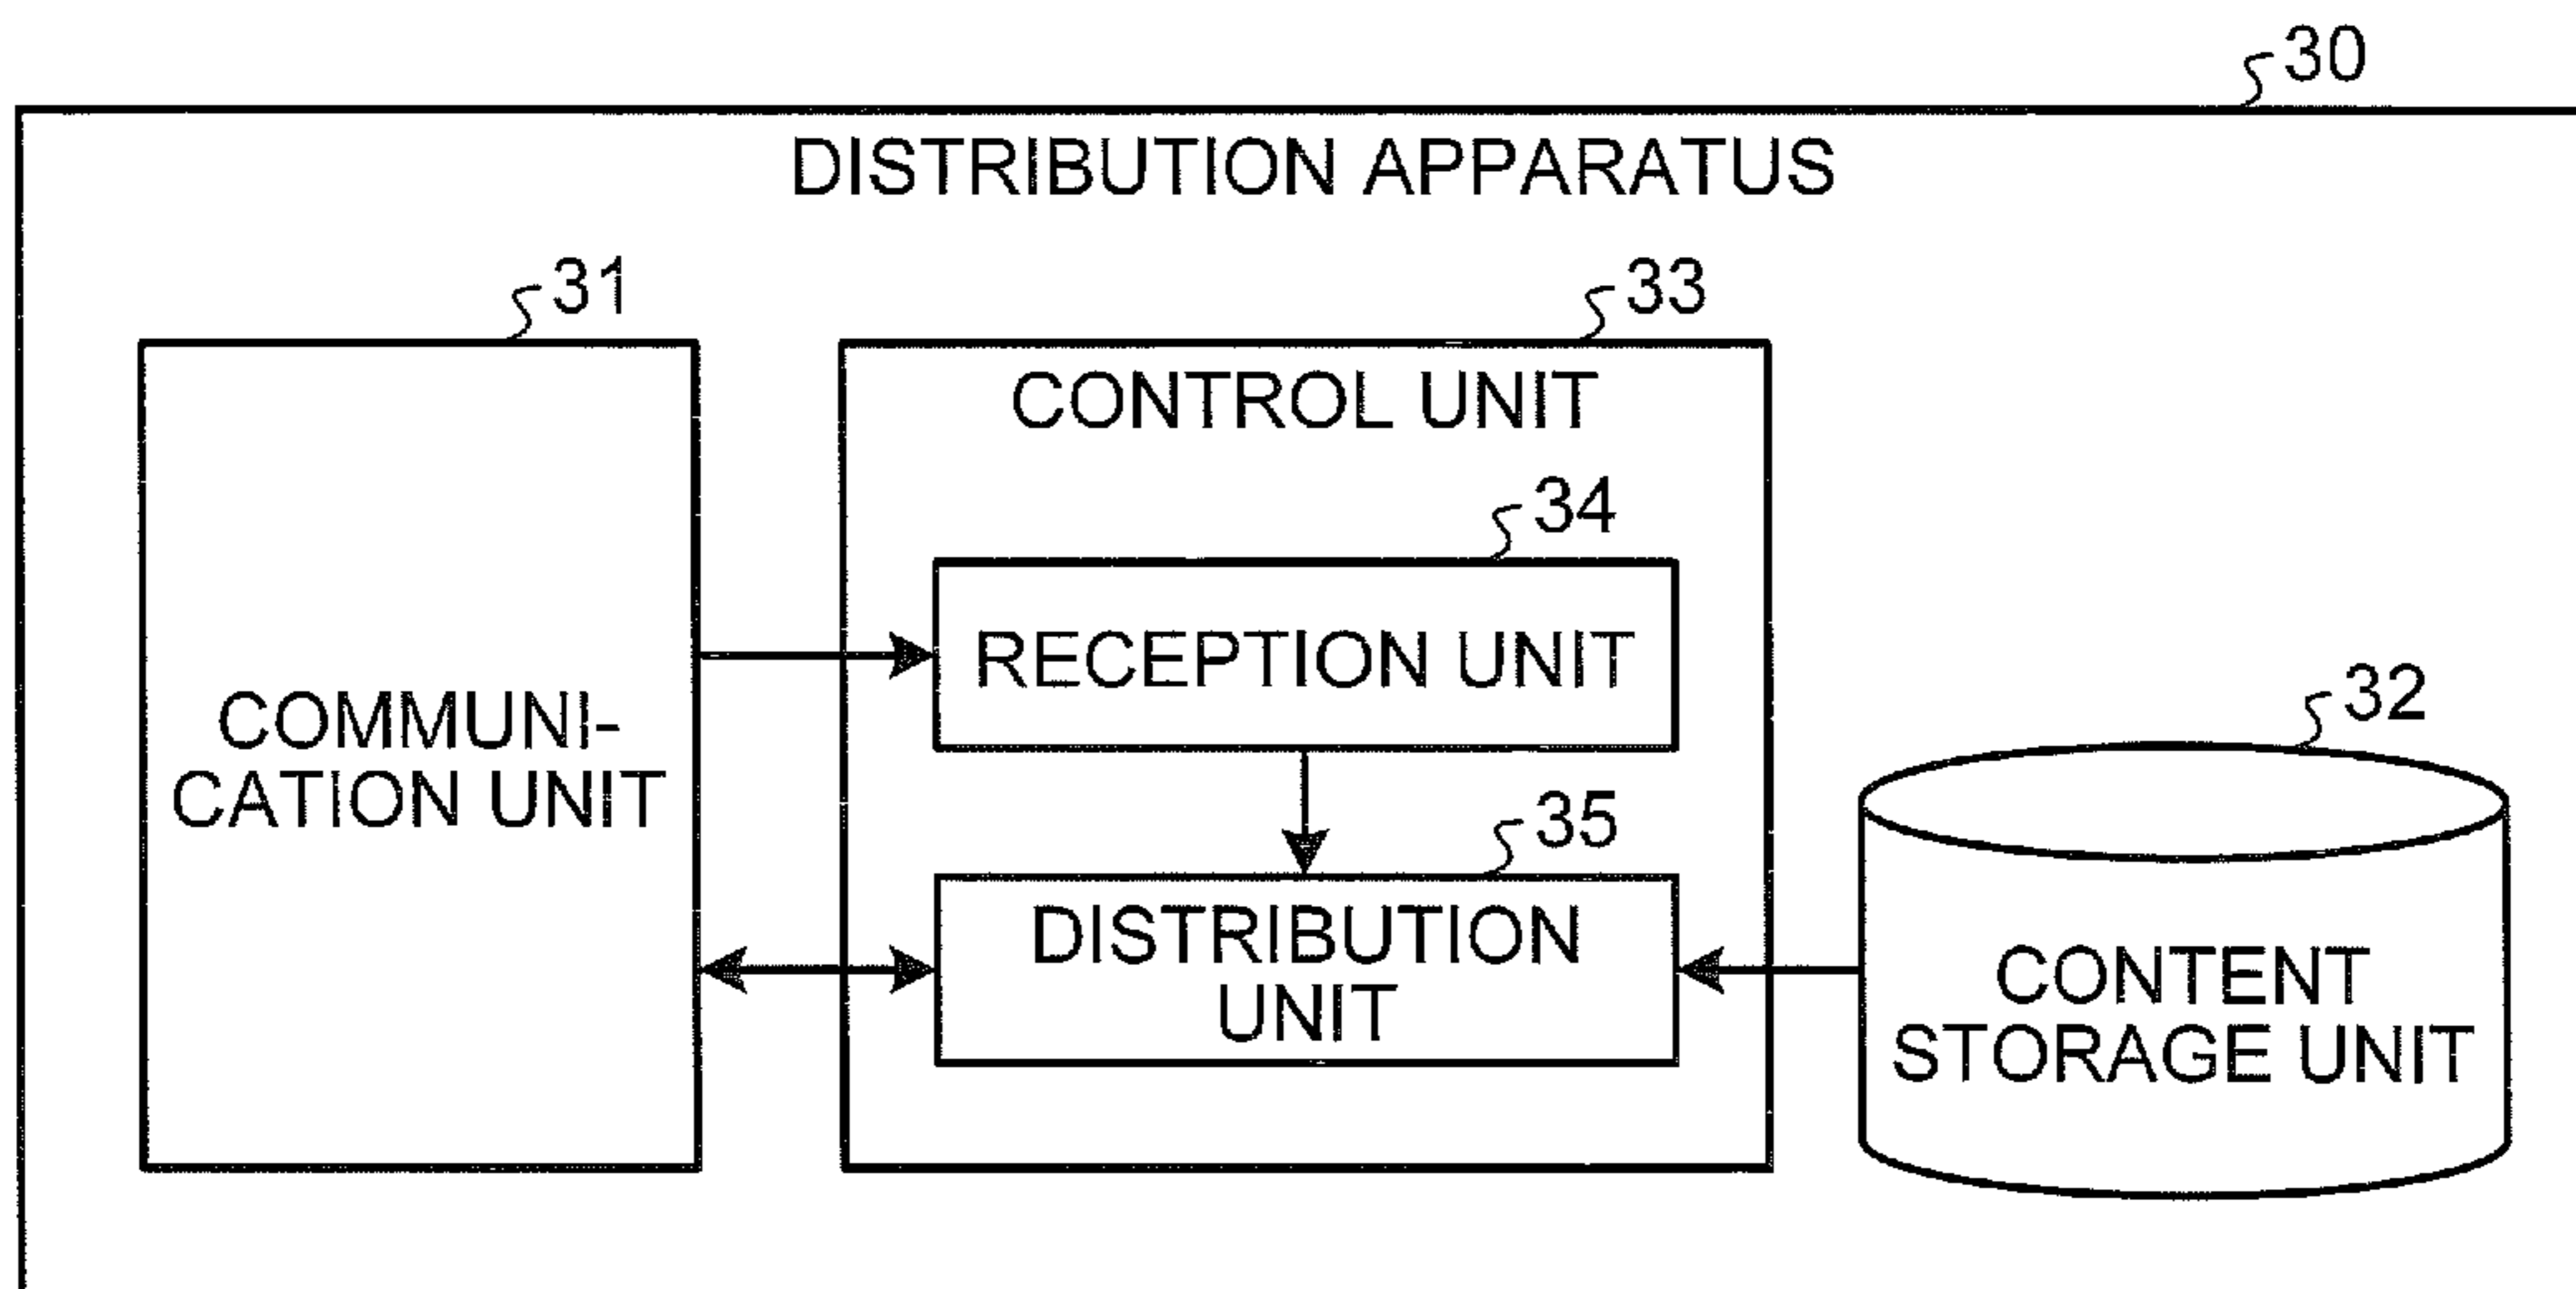 30
DISTRIBUTION APPARATUS
31
33
CONTROL UNIT
34
RECEPTION UNIT
COMMUNI-
CATION UNIT
32
35
DISTRIBUTION
UNIT
CONTENT
STORAGE UNIT